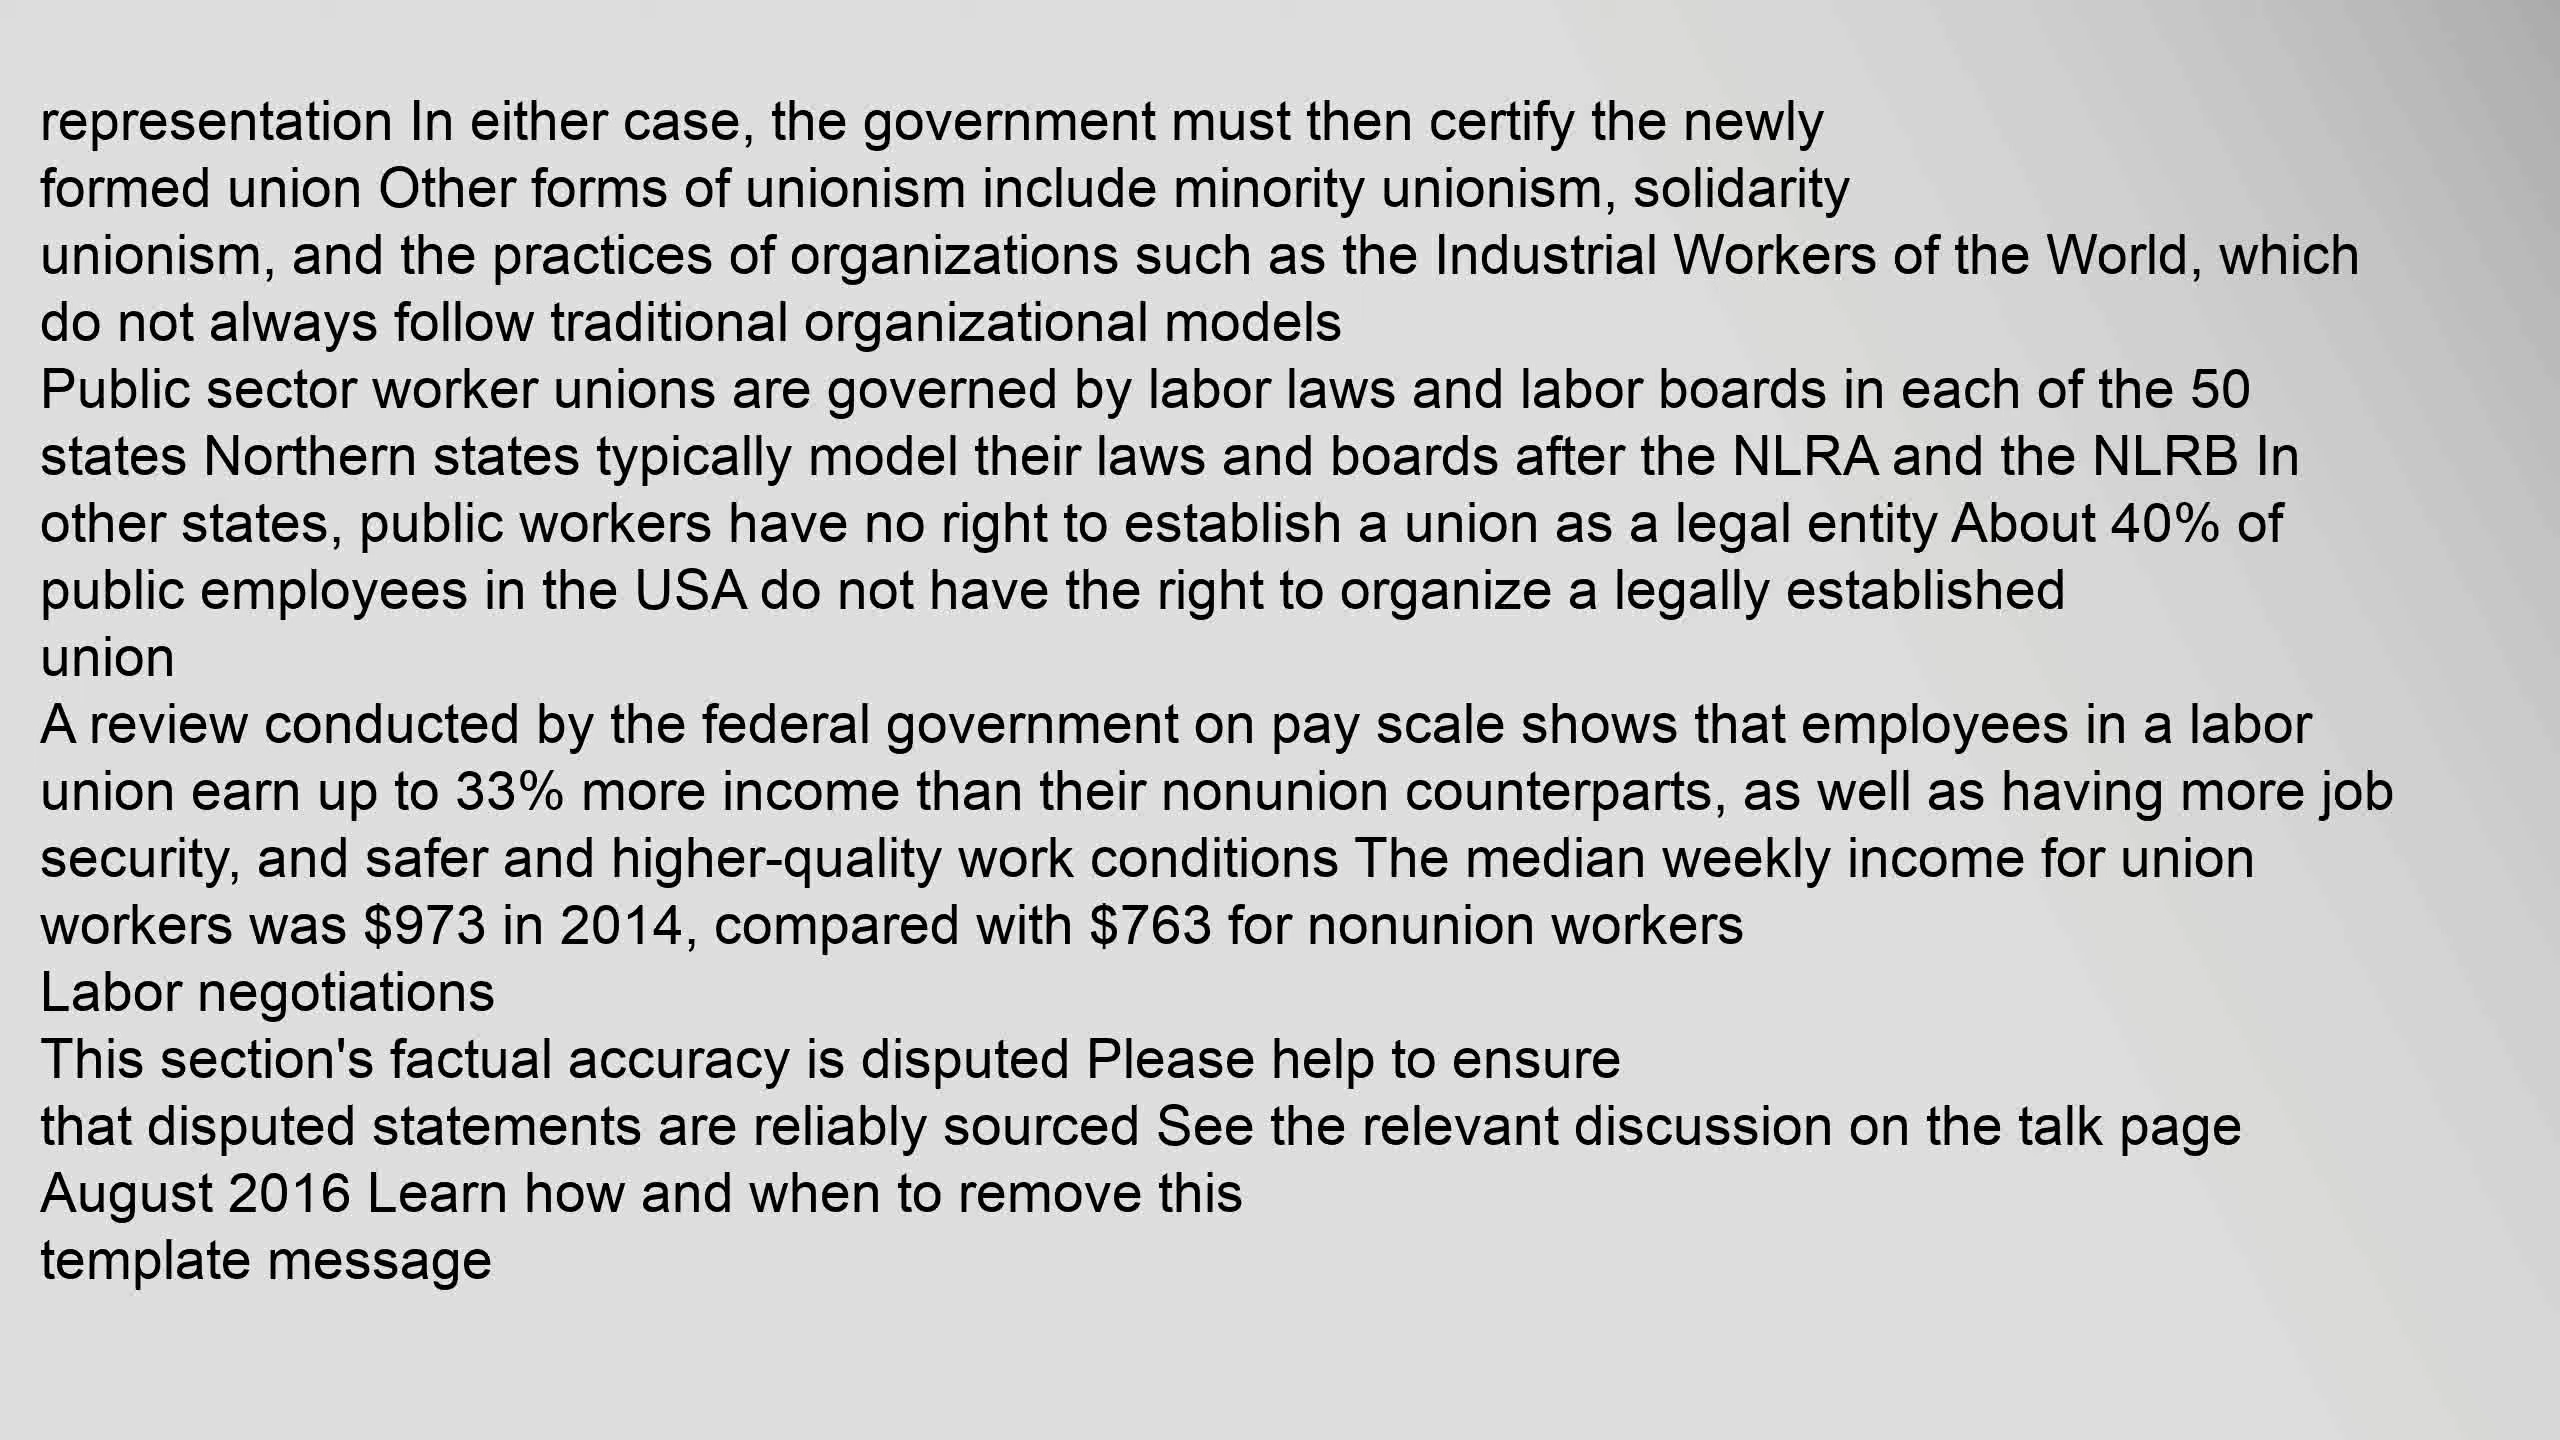 representation In either case, the government must then certify the newly
formed union Other forms of unionism include minority unionism, solidarity
unionism, and the practices of organizations such as the Industrial Workers of the World, which
do not always follow traditional organizational models
Public sector worker unions are governed by labor laws and labor boards in each of the 50
states Northern states typically model their laws and boards after the NLRA and the NLRB In
other states, public workers have no right to establish a union as a legal entity About 40% of
public employees in the USA do not have the right to organize a legally established
union
A review conducted by the federal government on pay scale shows that employees in a labor
union earn up to 33% more income than their nonunion counterparts, as well as having more job
security, and safer and higher-quality work conditions The median weekly income for union
workers was $973 in 2014, compared with $763 for nonunion workers
Labor negotiations
This section's factual accuracy is disputed Please help to ensure
that disputed statements are reliably sourced See the relevant discussion on the talk page
August 2016 Learn how and when to remove this
template message